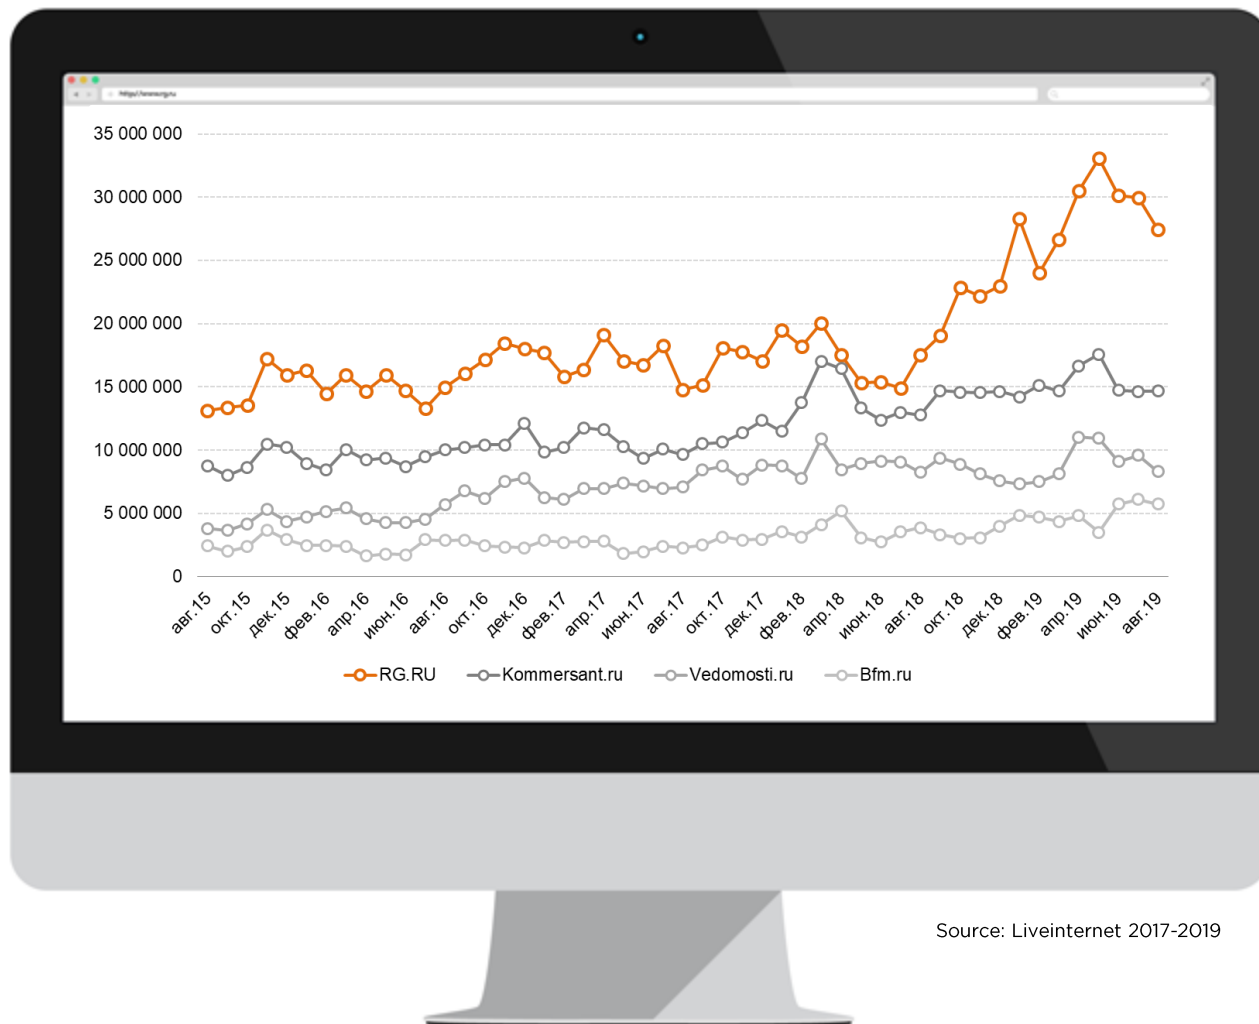 http://www.rg.ru
35 000 000
30 000 000
25 000 000
20 000 000
15 000 000
10 000 000
5 000 000
0
авг.15 окт.15 дек.15 фев.16 апр.16 июн.16 авг.16 окт.16 дек.16 фев.17 апр.17 июн.17 авг.17 окт.17 дек.17 фев.18 апр.18 июн.18 авг.18 окт.18 дек.18 фев.19 апр.19 июн.19 авг.19
RG.RU Kommersant.ru Vedomosti.ru Bfm.ru
Source: Liveinternet 2017-2019